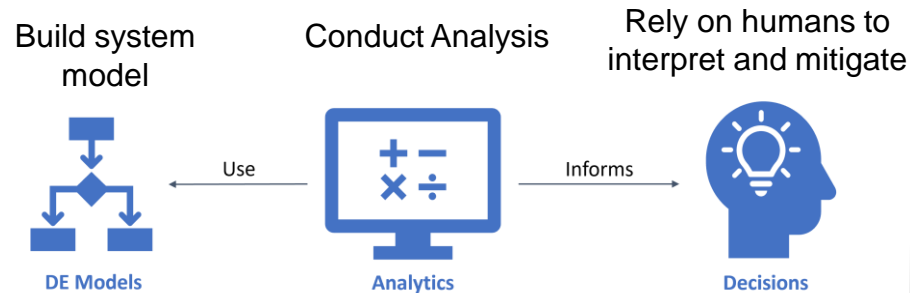 Build system
model
Conduct Analysis
Rely on humans to
interpret and mitigate
Use
Informs
+ −
× ÷
DE Models
Analytics
Decisions